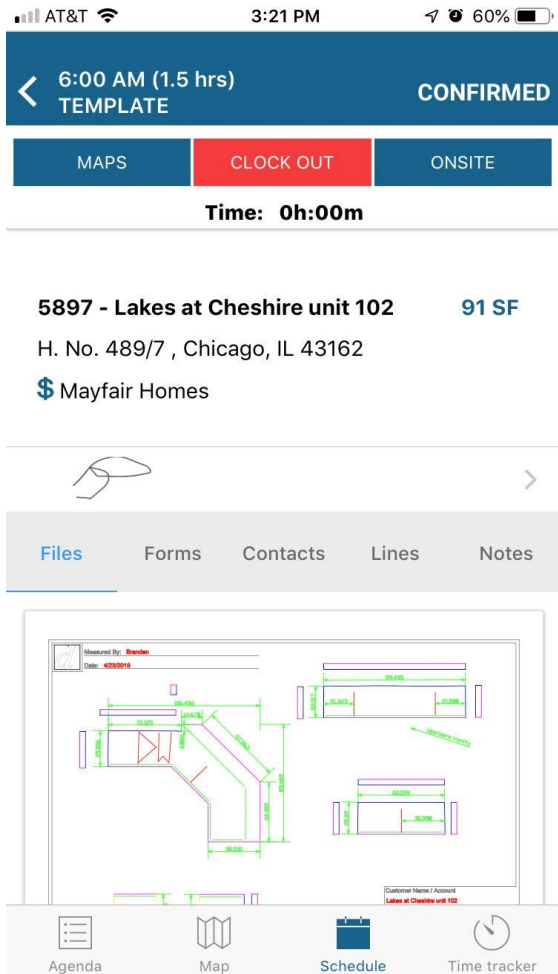 AT&T 3:21 PM 60%
6:00 AM (1.5 hrs)
TEMPLATE
CONFIRMED
MAPS CLOCK OUT ONSITE
Time: 0h:00m
5897 - Lakes at Cheshire unit 102 91 SF
H. No. 489/7 , Chicago, IL 43162
$ Mayfair Homes
Files Forms Contacts Lines Notes
Measured By: Branden
Date: 4/23/2018
DW
Customer Name / Account
Lakes at Cheshire unit 102
Agenda Map Schedule Time tracker